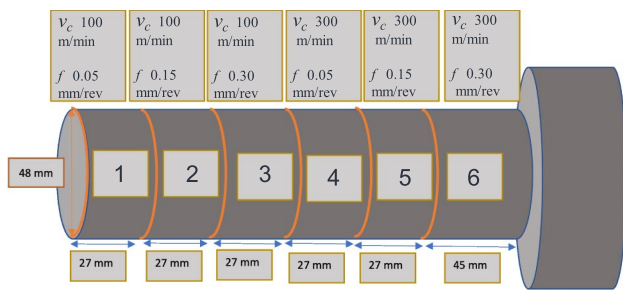 v_c 100
m/min
f 0.05
mm/rev
v_c 100
m/min
f 0.15
mm/rev
v_c 100
m/min
f 0.30
mm/rev
v_c 300
m/min
f 0.05
mm/rev
v_c 300
m/min
f 0.15
mm/rev
v_c 300
m/min
f 0.30
mm/rev
48 mm
1
2
3
4
5
6
27 mm
27 mm
27 mm
27 mm
27 mm
45 mm